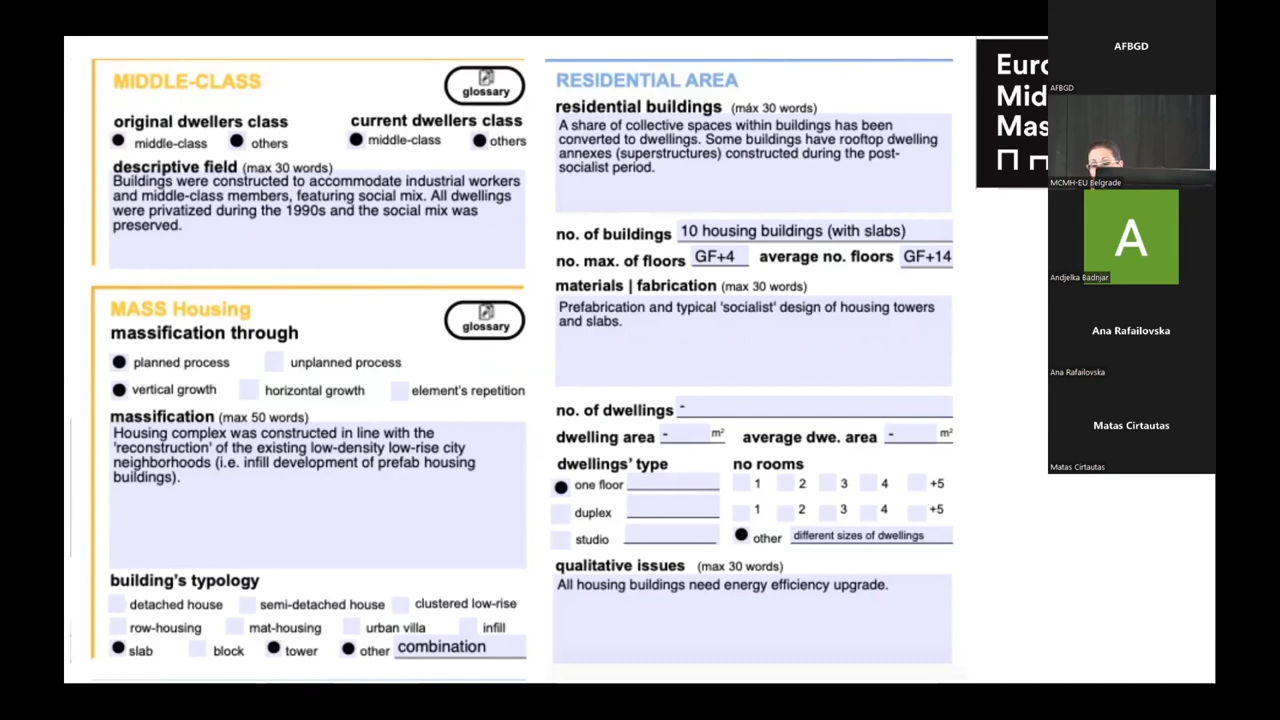 MIDDLE-CLASS
glossary
original dwellers class
middle-class others
current dwellers class
middle-class others
descriptive field (max 30 words)
Buildings were constructed to accommodate industrial workers
and middle-class members, featuring social mix. All dwellings
were privatized during the 1990s and the social mix was
preserved.
MASS Housing
glossary
massification through
planned process unplanned process
vertical growth horizontal growth element's repetition
massification (max 50 words)
Housing complex was constructed in line with the
'reconstruction' of the existing low-density low-rise city
neighborhoods (i.e. infill development of prefab housing
buildings).
building's typology
detached house semi-detached house clustered low-rise
row-housing mat-housing urban villa infill
slab block tower other combination
RESIDENTIAL AREA
residential buildings (máx 30 words)
A share of collective spaces within buildings has been
converted to dwellings. Some buildings have rooftop dwelling
annexes (superstructures) constructed during the post-
socialist period.
no. of buildings 10 housing buildings (with slabs)
no. max. of floors GF+4 average no. floors GF+14
materials | fabrication (max 30 words)
Prefabrication and typical 'socialist' design of housing towers
and slabs.
no. of dwellings -
dwelling area - m² average dwe. area - m²
dwellings' type no rooms
one floor 1 2 3 4 +5
duplex 1 2 3 4 +5
studio other different sizes of dwellings
qualitative issues (max 30 words)
All housing buildings need energy efficiency upgrade.
Euro
Mid
Mas
AFBGD
AFBGD
MCMH-EU Belgrade
A
Andjelka Badnjar
Ana Rafailovska
Ana Rafailovska
Matas Cirtautas
Matas Cirtautas